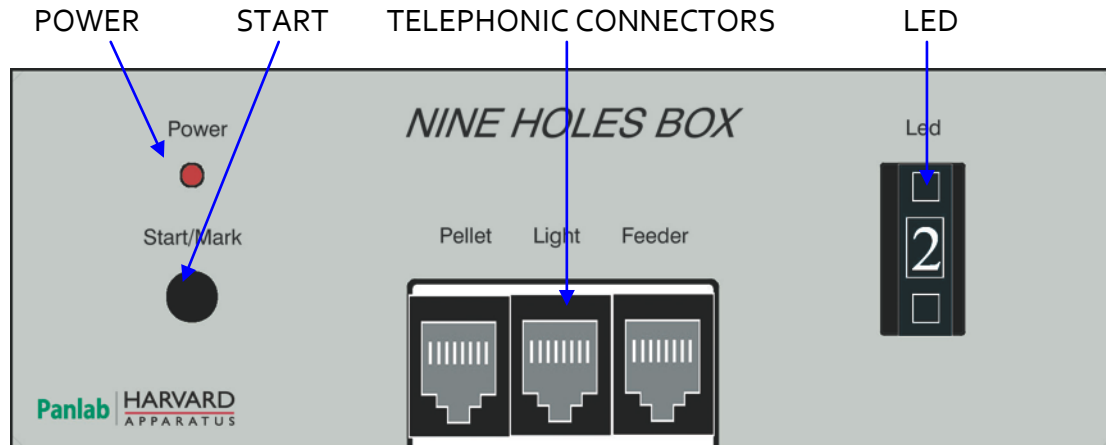 POWER START TELEPHONIC CONNECTORS LED
NINE HOLES BOX
Power
Led
Start/Mark
Pellet Light Feeder
2
Panlab HARVARD
APPARATUS